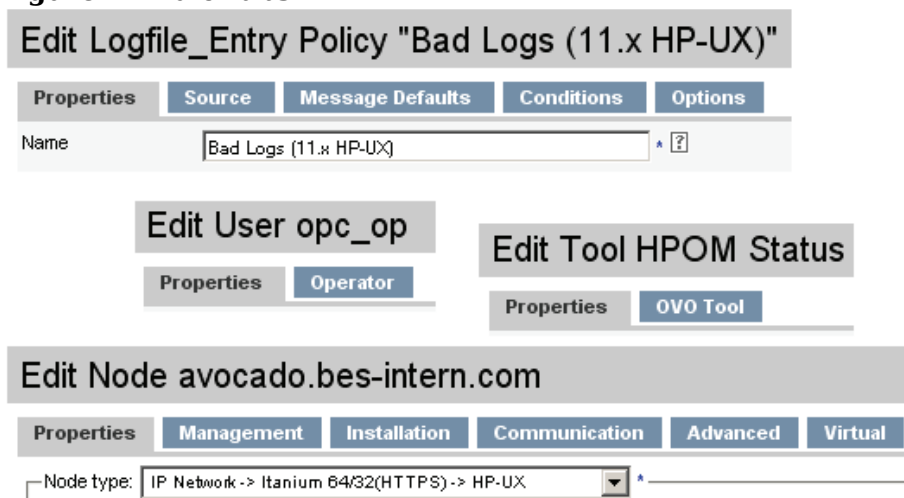 Edit Logfile_Entry Policy "Bad Logs (11.x HP-UX)"
Properties Source Message Defaults Conditions Options
Name Bad Logs (11.x HP-UX) * ?
Edit User opc_op
Properties Operator
Edit Tool HPOM Status
Properties OVO Tool
Edit Node avocado.bes-intern.com
Properties Management Installation Communication Advanced Virtual
Node type: IP Network -> Itanium 64/32(HTTPS) -> HP-UX *